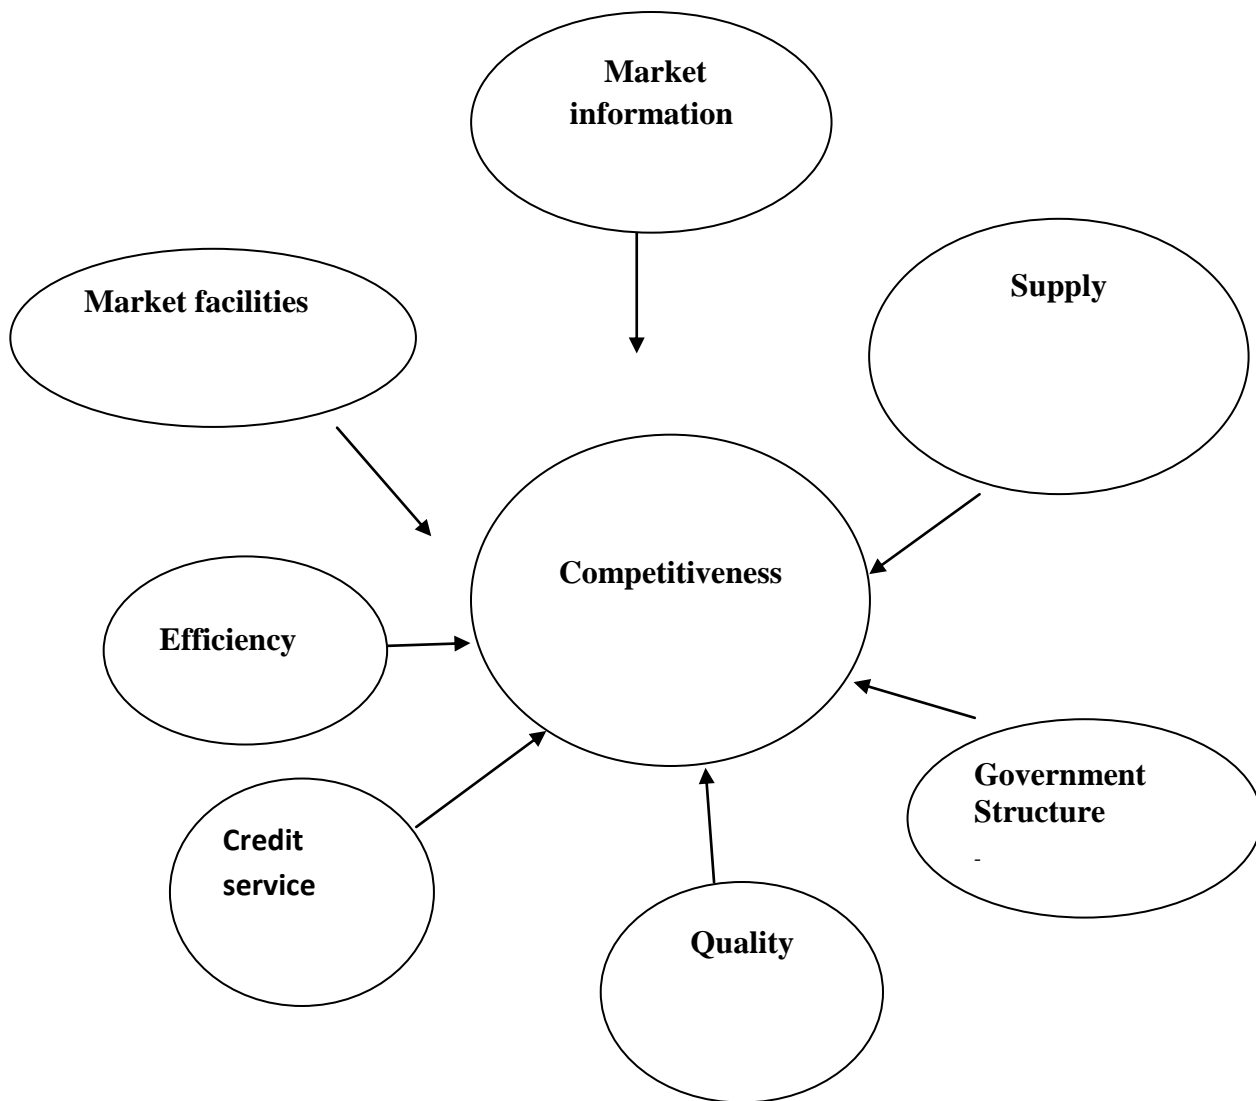 Market
information
Supply
Market facilities
Competitiveness
Efficiency
Government
Structure
-
Credit
service
Quality